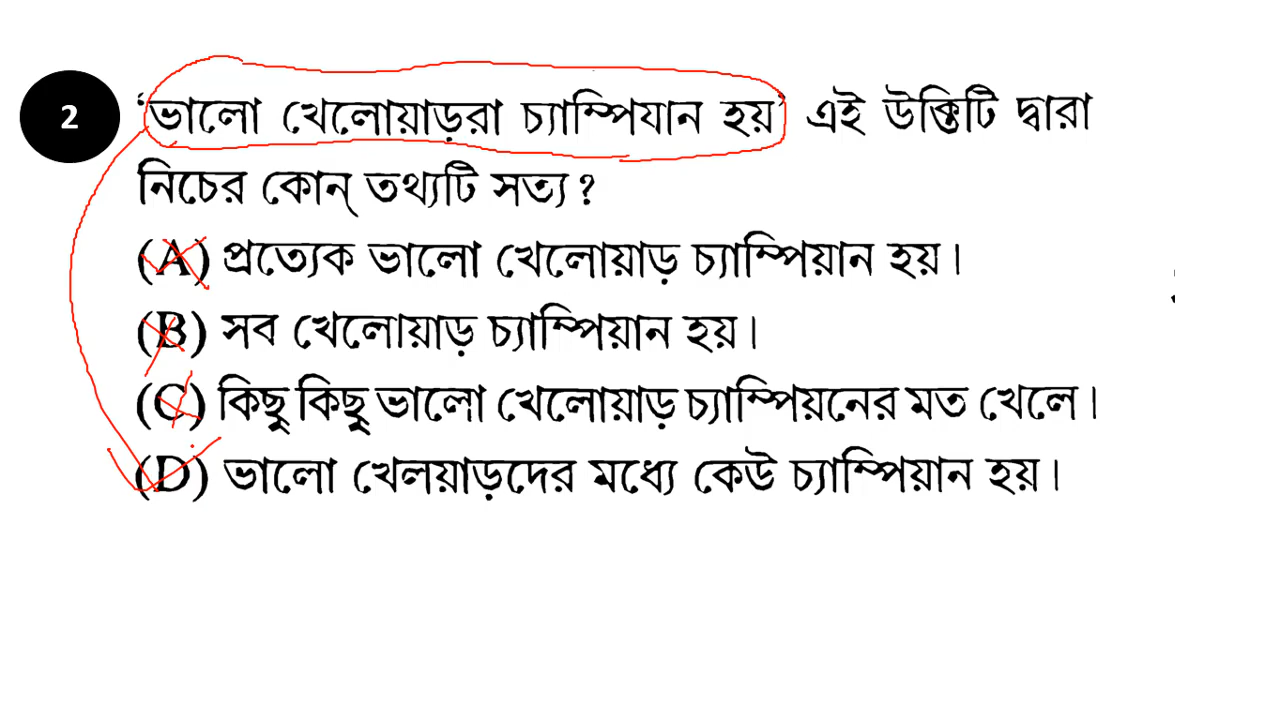 2
‘ভালো খেলোয়াড়রা চ্যাম্পিযান হয়’ এই উক্তিটি দ্বারা
নিচের কোন্ তথ্যটি সত্য?
(A) প্রত্যেক ভালো খেলোয়াড় চ্যাম্পিয়ান হয়।
(B) সব খেলোয়াড় চ্যাম্পিয়ান হয়।
(C) কিছু কিছু ভালো খেলোয়াড় চ্যাম্পিয়নের মত খেলে।
(D) ভালো খেলয়াড়দের মধ্যে কেউ চ্যাম্পিয়ান হয়।